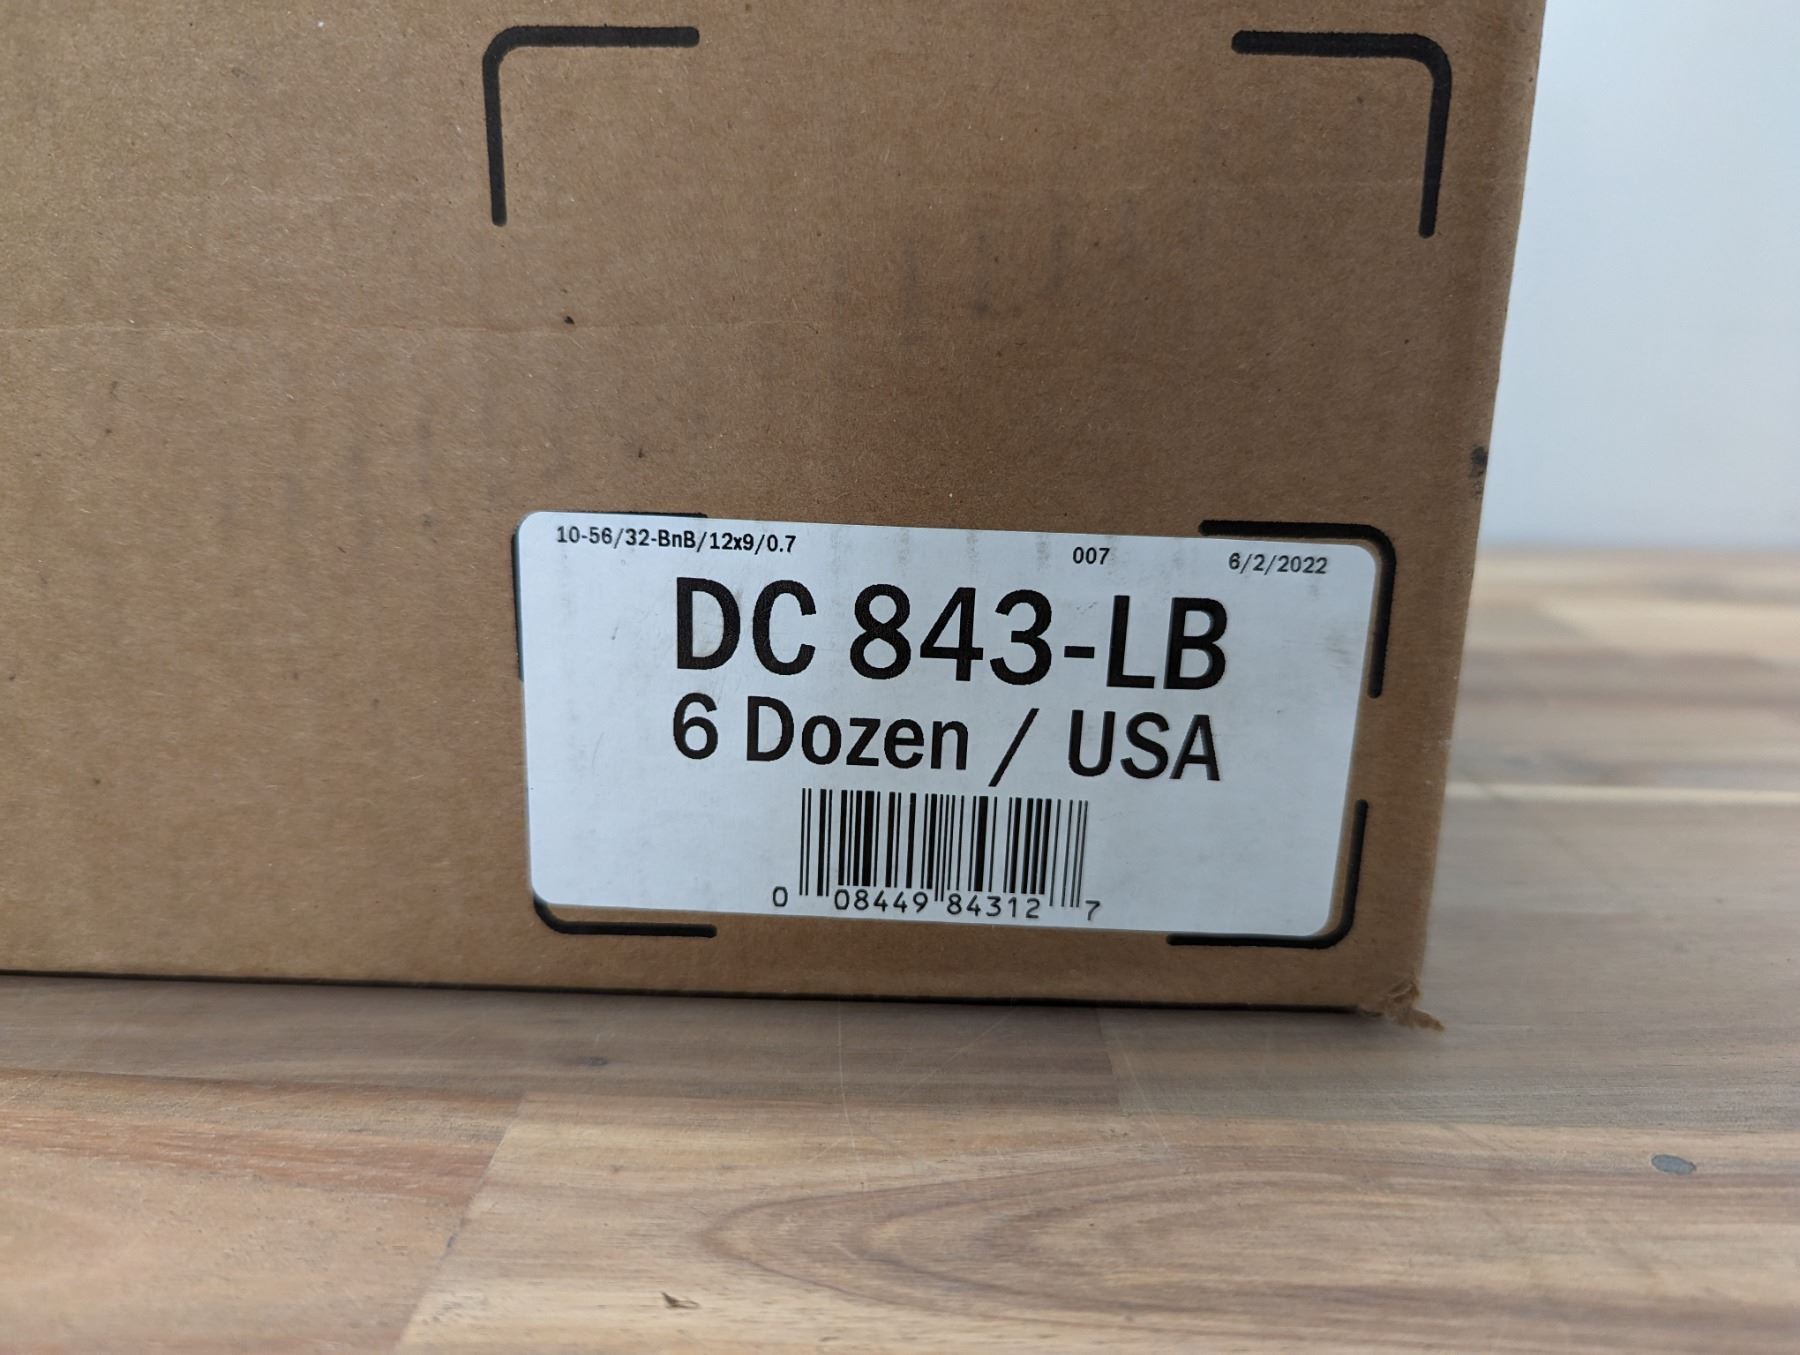 10-56/32-BnB/12x9/0.7 007 6/2/2022
DC 843-LB
6 Dozen / USA
0 08449 84312 7